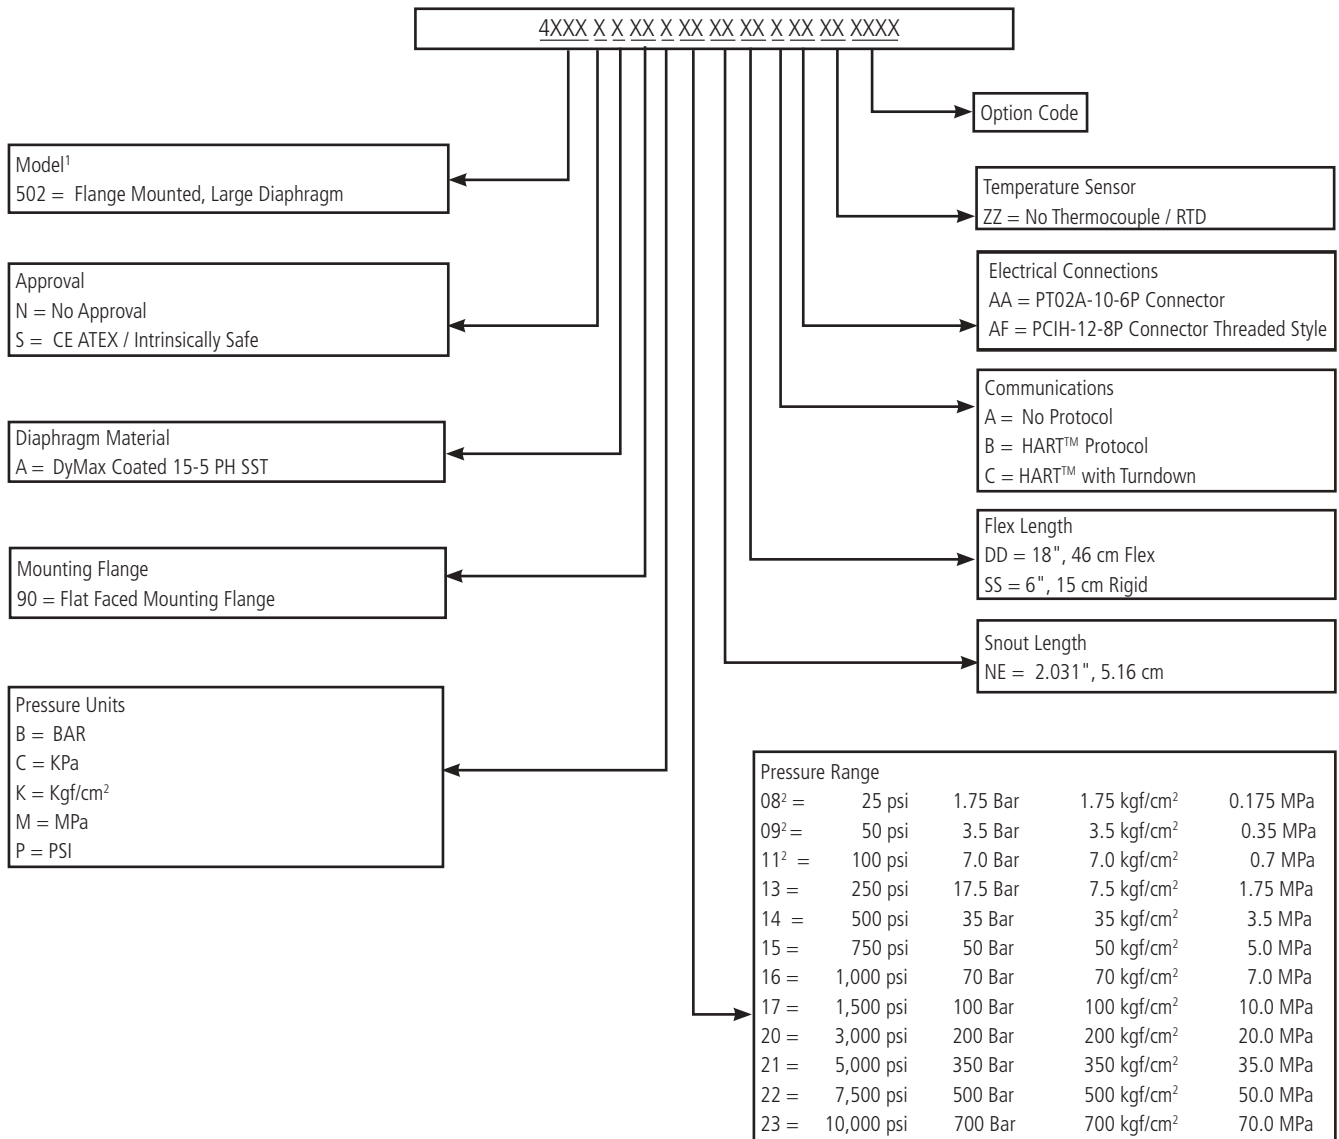 4XXX X X XX X XX XX XX X XX XX XXXX
Option Code
Model¹
502 = Flange Mounted, Large Diaphragm
Temperature Sensor
ZZ = No Thermocouple / RTD
Approval
N = No Approval
S = CE ATEX / Intrinsically Safe
Electrical Connections
AA = PT02A-10-6P Connector
AF = PCIH-12-8P Connector Threaded Style
Communications
A = No Protocol
B = HART™ Protocol
C = HART™ with Turndown
Diaphragm Material
A = DyMax Coated 15-5 PH SST
Flex Length
DD = 18", 46 cm Flex
SS = 6", 15 cm Rigid
Mounting Flange
90 = Flat Faced Mounting Flange
Snout Length
NE = 2.031", 5.16 cm
Pressure Units
B = BAR
C = KPa
K = Kgf/cm²
M = MPa
P = PSI
Pressure Range
08² = 25 psi 1.75 Bar 1.75 kgf/cm² 0.175 MPa
09² = 50 psi 3.5 Bar 3.5 kgf/cm² 0.35 MPa
11² = 100 psi 7.0 Bar 7.0 kgf/cm² 0.7 MPa
13 = 250 psi 17.5 Bar 7.5 kgf/cm² 1.75 MPa
14 = 500 psi 35 Bar 35 kgf/cm² 3.5 MPa
15 = 750 psi 50 Bar 50 kgf/cm² 5.0 MPa
16 = 1,000 psi 70 Bar 70 kgf/cm² 7.0 MPa
17 = 1,500 psi 100 Bar 100 kgf/cm² 10.0 MPa
20 = 3,000 psi 200 Bar 200 kgf/cm² 20.0 MPa
21 = 5,000 psi 350 Bar 350 kgf/cm² 35.0 MPa
22 = 7,500 psi 500 Bar 500 kgf/cm² 50.0 MPa
23 = 10,000 psi 700 Bar 700 kgf/cm² 70.0 MPa